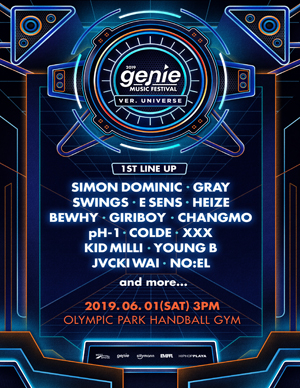 2019
genie
MUSIC FESTIVAL
VER. UNIVERSE
1ST LINE UP
SIMON DOMINIC · GRAY
SWINGS · E SENS · HEIZE
BEWHY · GIRIBOY · CHANGMO
pH-1 · COLDE · XXX
KID MILLI · YOUNG B
JVCKI WAI · NO:EL
and more...
2019. 06. 01(SAT) 3PM
OLYMPIC PARK HANDBALL GYM
genie HIPHOPPLAYA